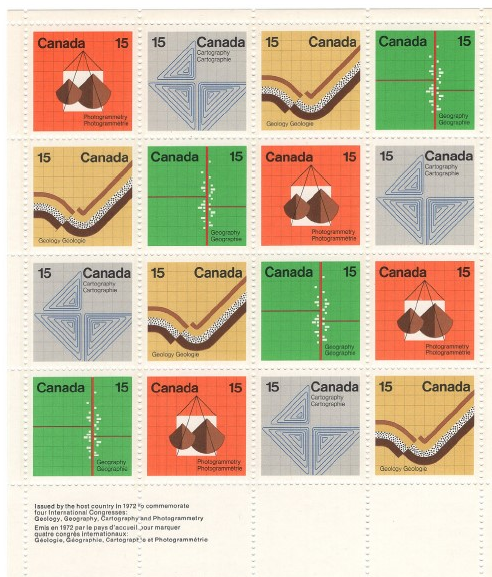 Canada 15
Photogrammetry
Photogrammétrie
15 Canada
Cartography
Cartographie
15 Canada
Geology Geologie
Canada 15
Geography
Géographie
15 Canada
Geology Geologie
Canada 15
Geography
Géographie
Canada 15
Photogrammetry
Photogrammétrie
15 Canada
Cartography
Cartographie
15 Canada
Cartography
Cartographie
15 Canada
Geology Geologie
Canada 15
Geography
Géographie
Canada 15
Photogrammetry
Photogrammétrie
Canada 15
Geography
Géographie
Canada 15
Photogrammetry
Photogrammétrie
15 Canada
Cartography
Cartographie
15 Canada
Geology Geologie
Issued by the host country in 1972 to commemorate
four International Congresses:
Geology, Geography, Cartography and Photogrammetry
Emis en 1972 par le pays d'accueil pour marquer
quatre congrès internationaux:
Géologie, Géographie, Cartographie et Photogrammétrie